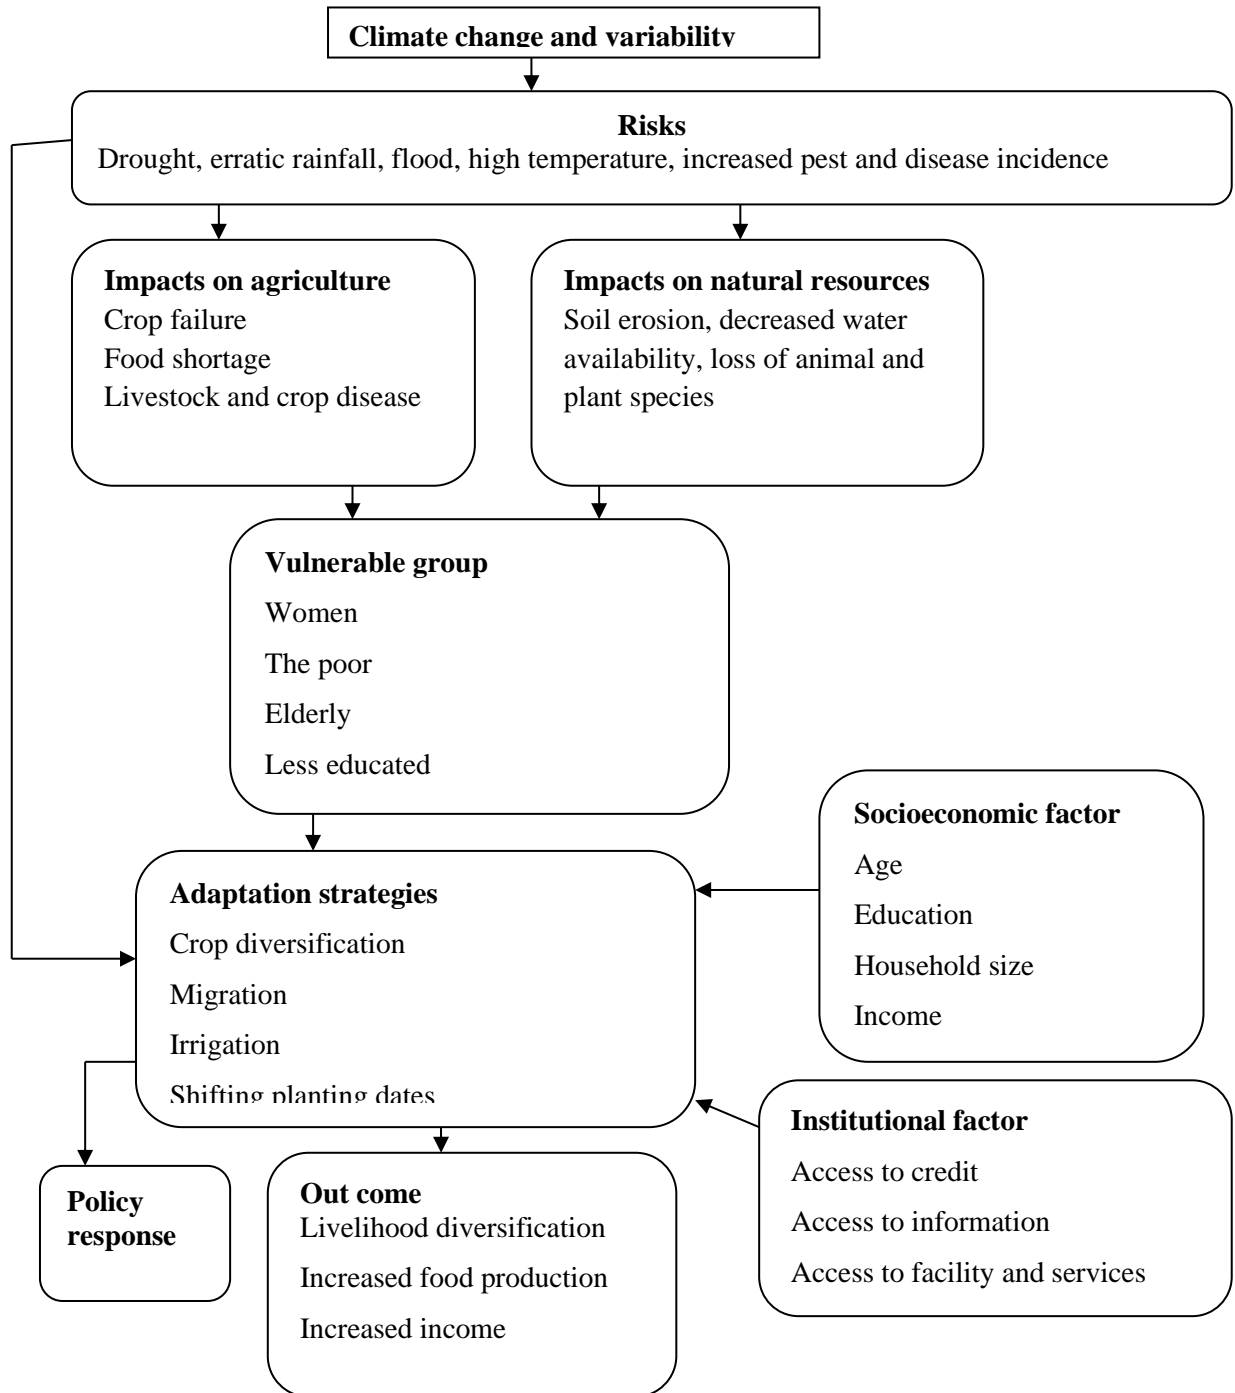 Climate change and variability
Risks
Drought, erratic rainfall, flood, high temperature, increased pest and disease incidence
Impacts on agriculture
Crop failure
Food shortage
Livestock and crop disease
Impacts on natural resources
Soil erosion, decreased water
availability, loss of animal and
plant species
Vulnerable group
Women
The poor
Elderly
Less educated
Socioeconomic factor
Age
Education
Household size
Income
Adaptation strategies
Crop diversification
Migration
Irrigation
Shifting planting dates
Institutional factor
Access to credit
Access to information
Access to facility and services
Policy
response
Out come
Livelihood diversification
Increased food production
Increased income